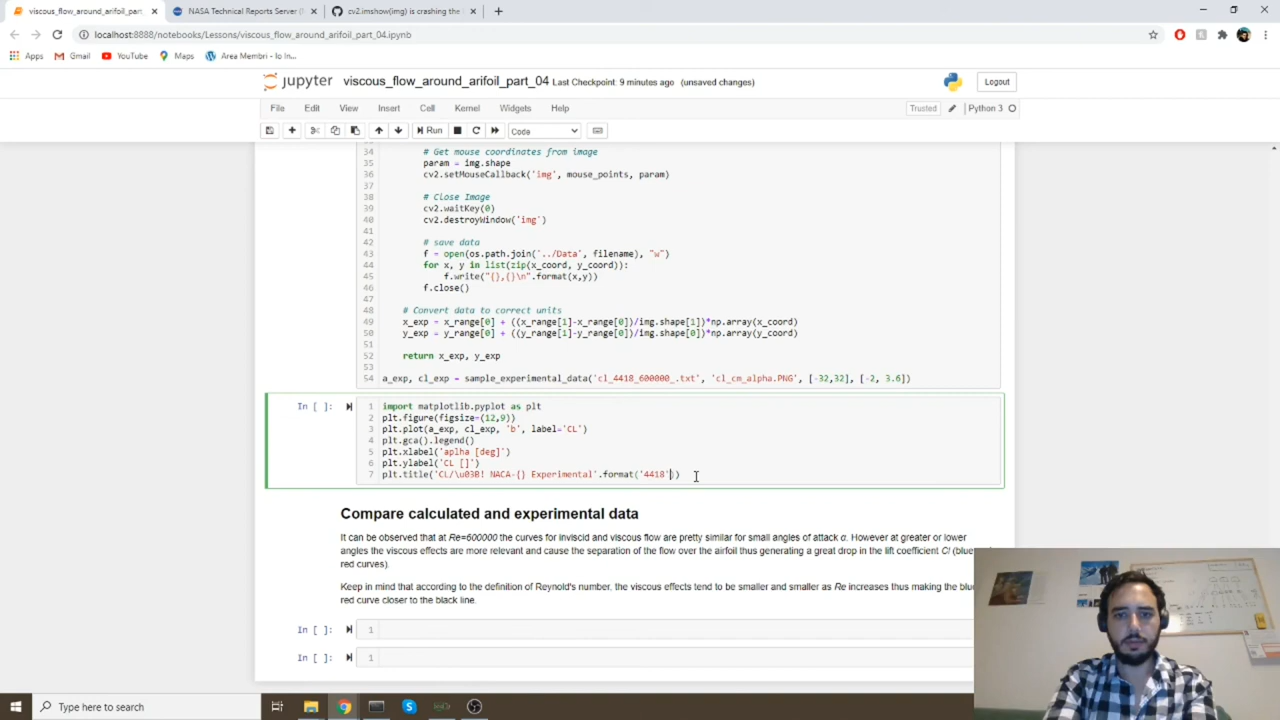 viscous_flow_around_arifoil_part_04
NASA Technical Reports Server (
cv2.imshow(img) is crashing the
localhost:8888/notebooks/Lessons/viscous_flow_around_arifoil_part_04.ipynb
Apps
Gmail
YouTube
Maps
Area Membri - Io In...
jupyter
viscous_flow_around_arifoil_part_04
Last Checkpoint: 9 minutes ago (unsaved changes)
Logout
File
Edit
View
Insert
Cell
Kernel
Widgets
Help
Trusted
Python 3
Run
Code
34 # Get mouse coordinates from image
35 param = img.shape
36 cv2.setMouseCallback('img', mouse_points, param)
37
38 # Close Image
39 cv2.waitKey(0)
40 cv2.destroyWindow('img')
41
42 # save data
43 f = open(os.path.join('../Data', filename), "w")
44 for x, y in list(zip(x_coord, y_coord)):
45 f.write("{},{}\n".format(x,y))
46 f.close()
47
48 # Convert data to correct units
49 x_exp = x_range[0] + ((x_range[1]-x_range[0])/img.shape[1])*np.array(x_coord)
50 y_exp = y_range[0] + ((y_range[1]-y_range[0])/img.shape[0])*np.array(y_coord)
51
52 return x_exp, y_exp
53
54 a_exp, cl_exp = sample_experimental_data('cl_4418_600000_.txt', 'cl_cm_alpha.PNG', [-32,32], [-2, 3.6])
In [ ]:
1 import matplotlib.pyplot as plt
2 plt.figure(figsize=(12,9))
3 plt.plot(a_exp, cl_exp, 'b', label='CL')
4 plt.gca().legend()
5 plt.xlabel('aplha [deg]')
6 plt.ylabel('CL []')
7 plt.title('CL/\u03B! NACA-{} Experimental'.format('4418'))
Compare calculated and experimental data
It can be observed that at Re=600000 the curves for inviscid and viscous flow are pretty similar for small angles of attack α. However at greater or lower
angles the viscous effects are more relevant and cause the separation of the flow over the airfoil thus generating a great drop in the lift coefficient Cl (blue
red curves).
Keep in mind that according to the definition of Reynold's number, the viscous effects tend to be smaller and smaller as Re increases thus making the blu
red curve closer to the black line.
In [ ]:
1
In [ ]:
1
Type here to search